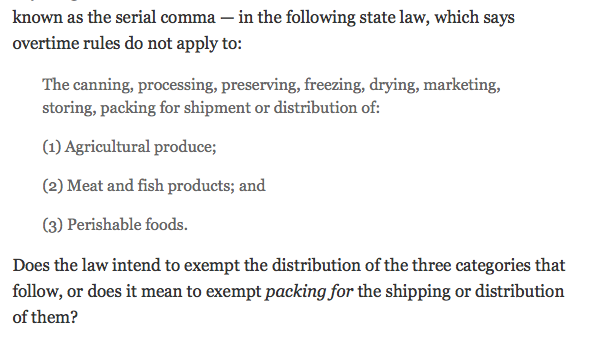 known as the serial comma — in the following state law, which says
overtime rules do not apply to:
The canning, processing, preserving, freezing, drying, marketing,
storing, packing for shipment or distribution of:
(1) Agricultural produce;
(2) Meat and fish products; and
(3) Perishable foods.
Does the law intend to exempt the distribution of the three categories that
follow, or does it mean to exempt packing for the shipping or distribution
of them?